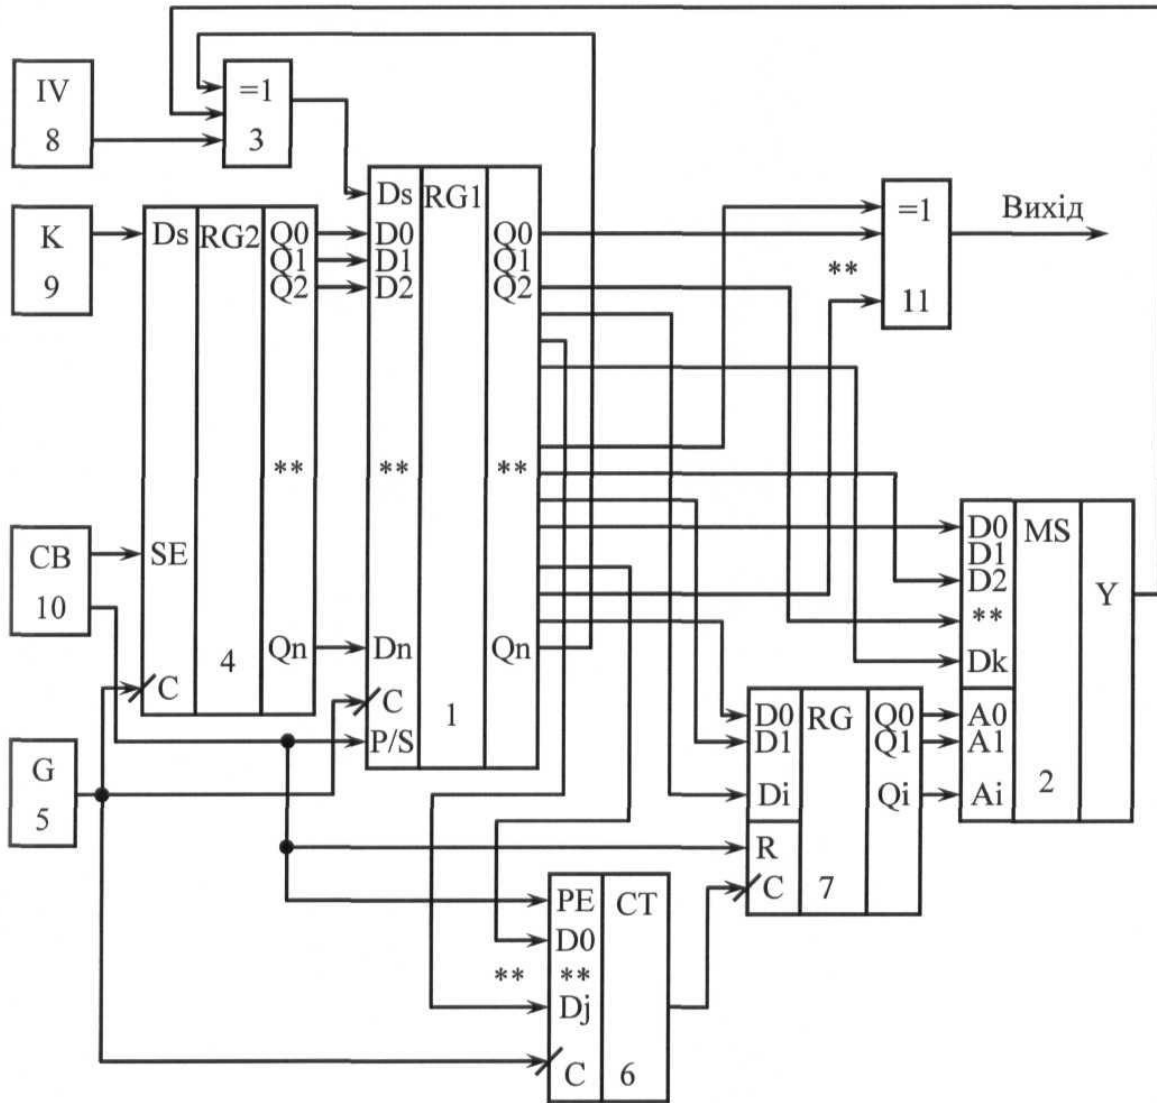 IV
8
=1
3
K
9
Ds
RG2
Q0
Q1
Q2
**
SE
Qn
4
C
CB
10
G
5
Ds
RG1
D0
D1
D2
Q0
Q1
Q2
**
**
Dn
Qn
C
1
P/S
=1
**
11
Вихід
D0
MS
D1
D2
**
Dk
Y
A0
A1
Ai
2
D0
RG
Q0
D1
Q1
Di
Qi
R
C
7
PE
CT
D0
**
**
Dj
C
6